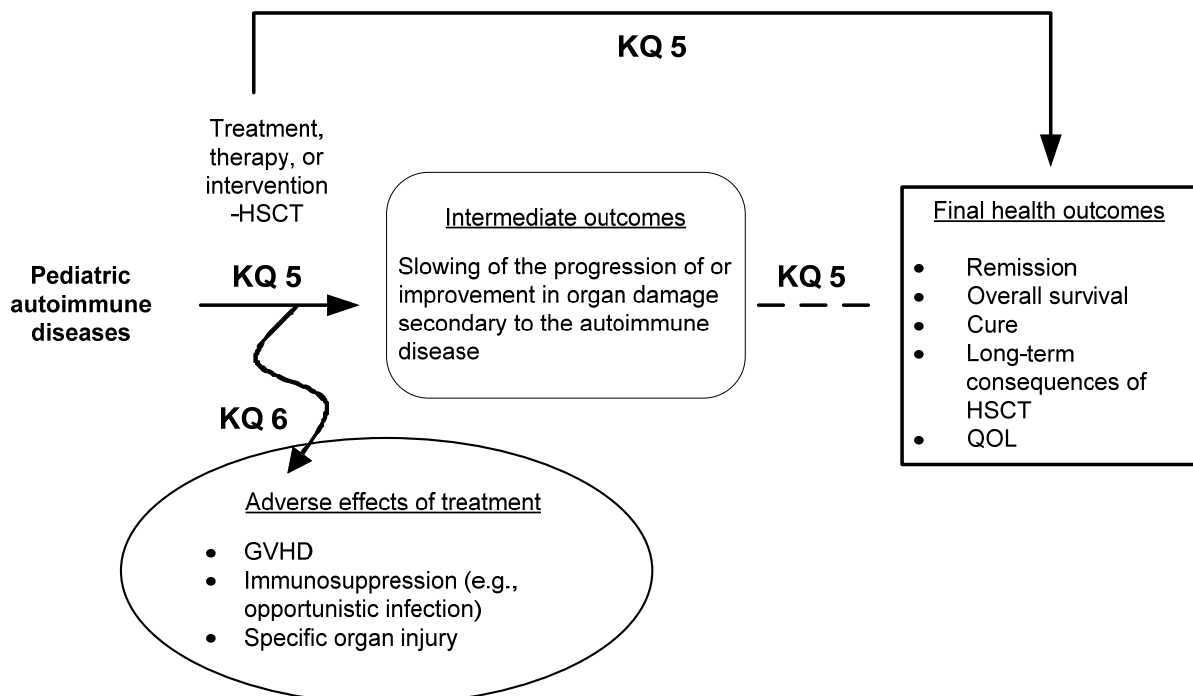 KQ 5
Treatment,
therapy, or
intervention
-HSCT
Pediatric
autoimmune
diseases
KQ 5
Intermediate outcomes
Slowing of the progression of or
improvement in organ damage
secondary to the autoimmune
disease
KQ 5
Final health outcomes
• Remission
• Overall survival
• Cure
• Long-term
consequences of
HSCT
• QOL
KQ 6
Adverse effects of treatment
• GVHD
• Immunosuppression (e.g.,
opportunistic infection)
• Specific organ injury